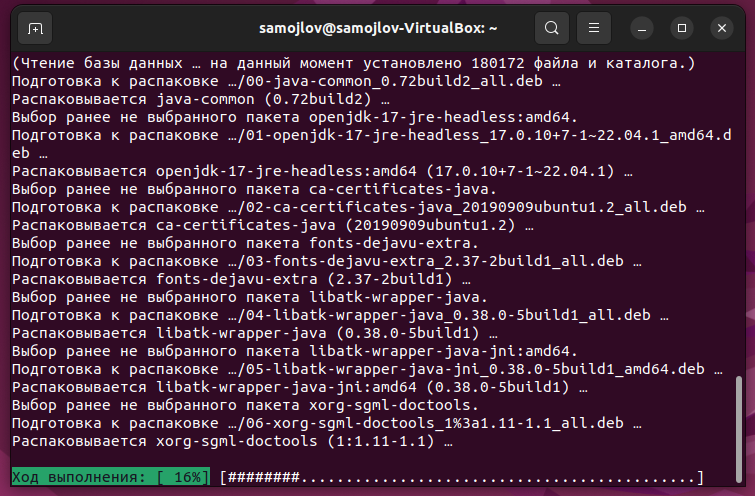 samojlov@samojlov-VirtualBox: ~
(Чтение базы данных … на данный момент установлено 180172 файла и каталога.)
Подготовка к распаковке …/00-java-common_0.72build2_all.deb …
Распаковывается java-common (0.72build2) …
Выбор ранее не выбранного пакета openjdk-17-jre-headless:amd64.
Подготовка к распаковке …/01-openjdk-17-jre-headless_17.0.10+7-1~22.04.1_amd64.d
eb …
Распаковывается openjdk-17-jre-headless:amd64 (17.0.10+7-1~22.04.1) …
Выбор ранее не выбранного пакета ca-certificates-java.
Подготовка к распаковке …/02-ca-certificates-java_20190909ubuntu1.2_all.deb …
Распаковывается ca-certificates-java (20190909ubuntu1.2) …
Выбор ранее не выбранного пакета fonts-dejavu-extra.
Подготовка к распаковке …/03-fonts-dejavu-extra_2.37-2build1_all.deb …
Распаковывается fonts-dejavu-extra (2.37-2build1) …
Выбор ранее не выбранного пакета libatk-wrapper-java.
Подготовка к распаковке …/04-libatk-wrapper-java_0.38.0-5build1_all.deb …
Распаковывается libatk-wrapper-java (0.38.0-5build1) …
Выбор ранее не выбранного пакета libatk-wrapper-java-jni:amd64.
Подготовка к распаковке …/05-libatk-wrapper-java-jni_0.38.0-5build1_amd64.deb …
Распаковывается libatk-wrapper-java-jni:amd64 (0.38.0-5build1) …
Выбор ранее не выбранного пакета xorg-sgml-doctools.
Подготовка к распаковке …/06-xorg-sgml-doctools_1%3a1.11-1.1_all.deb …
Распаковывается xorg-sgml-doctools (1:1.11-1.1) …
Ход выполнения: [ 16%] [########............................................]